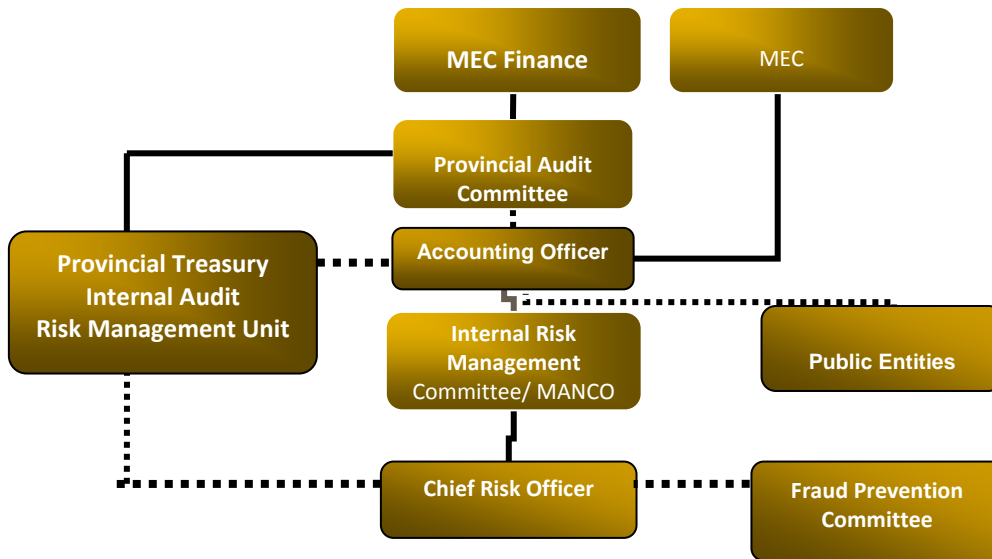 MEC Finance
MEC
Provincial Audit
Committee
Accounting Officer
Provincial Treasury
Internal Audit
Risk Management Unit
Internal Risk
Management
Committee/ MANCO
Public Entities
Chief Risk Officer
Fraud Prevention
Committee